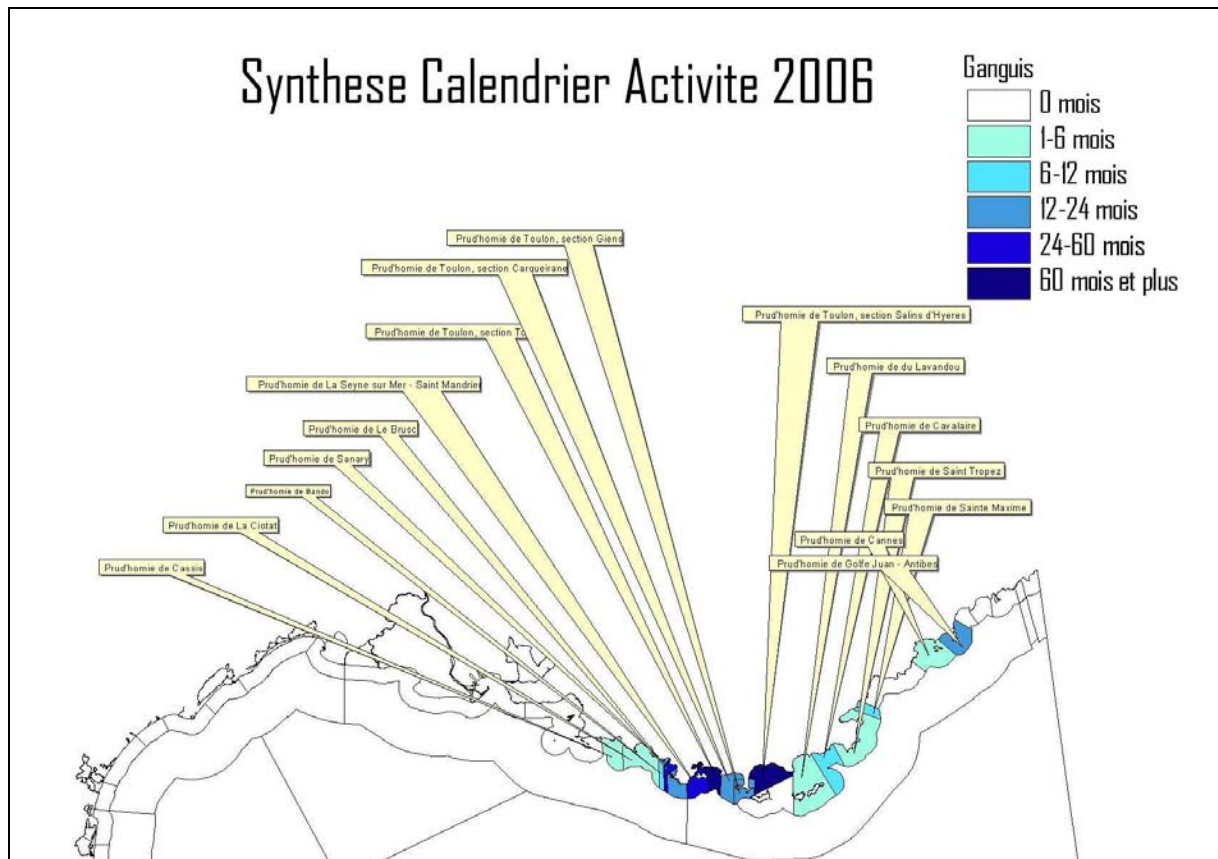 Synthese Calendrier Activite 2006
Ganguis
0 mois
1-6 mois
6-12 mois
12-24 mois
24-60 mois
60 mois et plus
Prud'homie de Toulon, section Giens
Prud'homie de Toulon, section Carqueirane
Prud'homie de Toulon, section To
Prud'homie de La Seyne sur Mer - Saint Mandrier
Prud'homie de Le Brusc
Prud'homie de Sanary
Prud'homie de Bando
Prud'homie de La Ciotat
Prud'homie de Cassis
Prud'homie de Toulon, section Salins d'Hyeres
Prud'homie de du Lavandou
Prud'homie de Cavalaire
Prud'homie de Saint Tropez
Prud'homie de Sainte Maxime
Prud'homie de Cannes
Prud'homie de Golfe Juan - Antibes